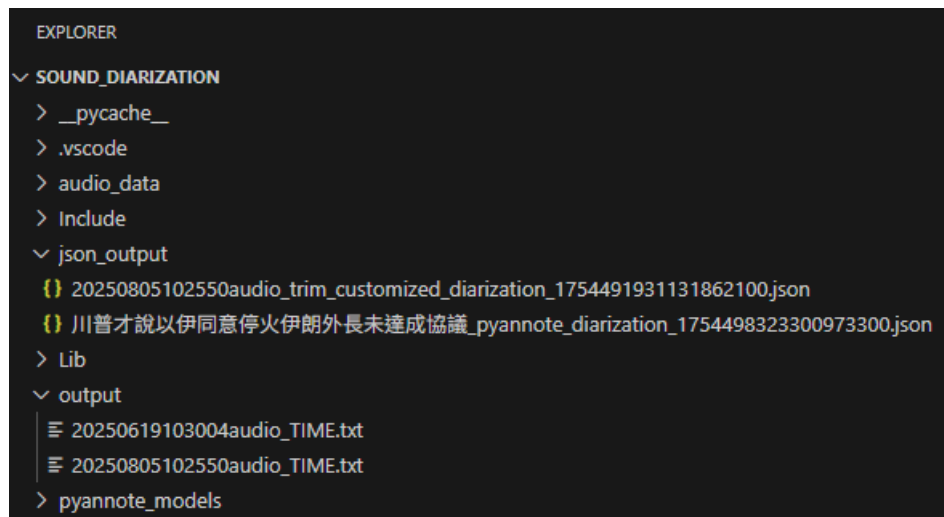 EXPLORER
SOUND_DIARIZATION
__pycache__
.vscode
audio_data
Include
json_output
{} 20250805102550audio_trim_customized_diarization_1754491931131862100.json
{} 川普才說以伊同意停火伊朗外長未達成協議_pyannote_diarization_1754498323300973300.json
Lib
output
20250619103004audio_TIME.txt
20250805102550audio_TIME.txt
pyannote_models